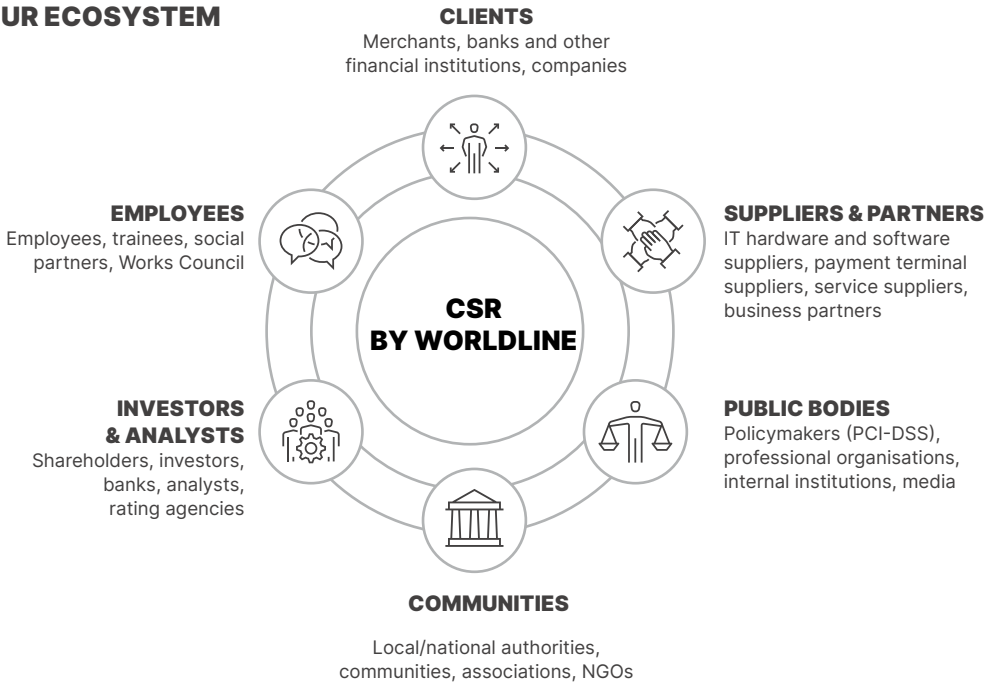 UR ECOSYSTEM
CLIENTS
Merchants, banks and other
financial institutions, companies
EMPLOYEES
Employees, trainees, social
partners, Works Council
SUPPLIERS & PARTNERS
IT hardware and software
suppliers, payment terminal
suppliers, service suppliers,
business partners
CSR
BY WORLDLINE
INVESTORS
& ANALYSTS
Shareholders, investors,
banks, analysts,
rating agencies
PUBLIC BODIES
Policymakers (PCI-DSS),
professional organisations,
internal institutions, media
COMMUNITIES
Local/national authorities,
communities, associations, NGOs